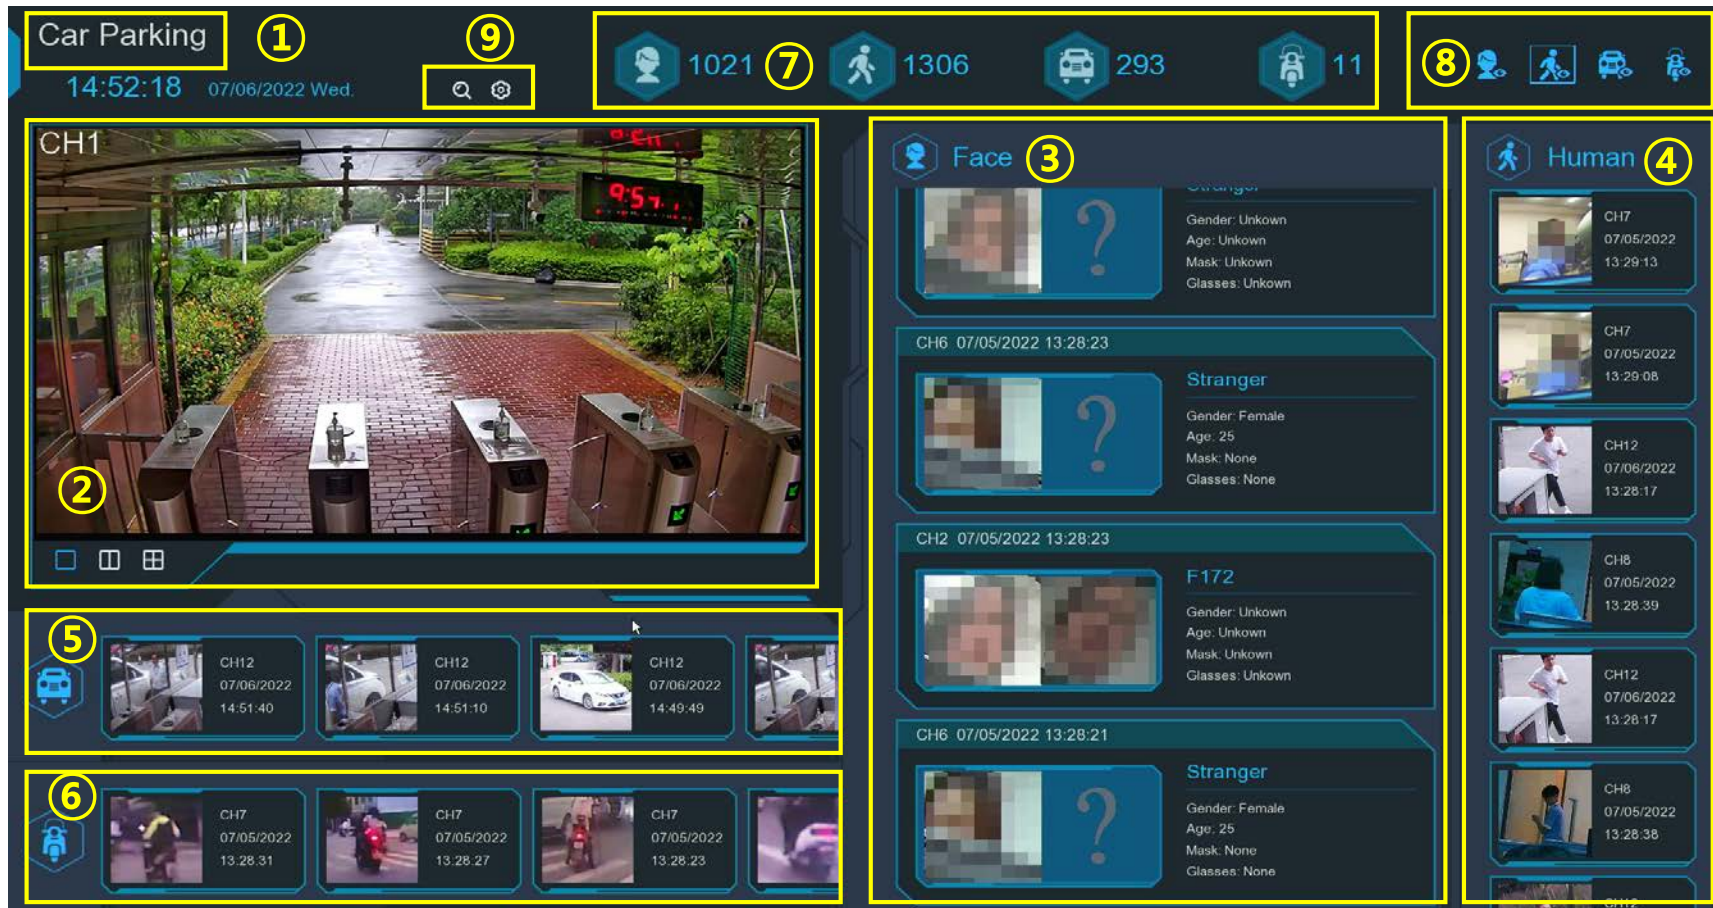 Car Parking
①
⑨
14:52:18 07/06/2022 Wed.
1021
⑦
1306
293
11
⑧
CH1
②
Face ③
Stranger
Gender: Unkown
Age: Unkown
Mask: Unkown
Glasses: Unkown
CH6 07/05/2022 13:28:23
Stranger
Gender: Female
Age: 25
Mask: None
Glasses: None
CH2 07/05/2022 13:28:23
F172
Gender: Unkown
Age: Unkown
Mask: Unkown
Glasses: Unkown
CH6 07/05/2022 13:28:21
Stranger
Gender: Female
Age: 25
Mask: None
Glasses: None
Human ④
CH7
07/05/2022
13:29:13
CH7
07/05/2022
13:29:08
CH12
07/06/2022
13:28:17
CH8
07/05/2022
13:28:39
CH12
07/06/2022
13:28:17
CH8
07/05/2022
13:28:38
CH12
⑤
CH12
07/06/2022
14:51:40
CH12
07/06/2022
14:51:10
CH12
07/06/2022
14:49:49
⑥
CH7
07/05/2022
13:28:31
CH7
07/05/2022
13:28:27
CH7
07/05/2022
13:28:23